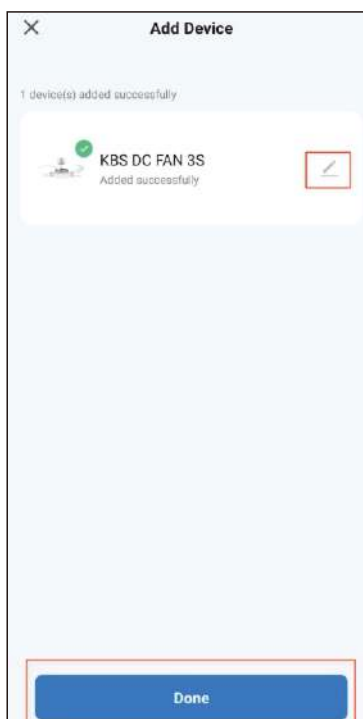 Add Device
1 device(s) added successfully
KBS DC FAN 3S
Added successfully
Done